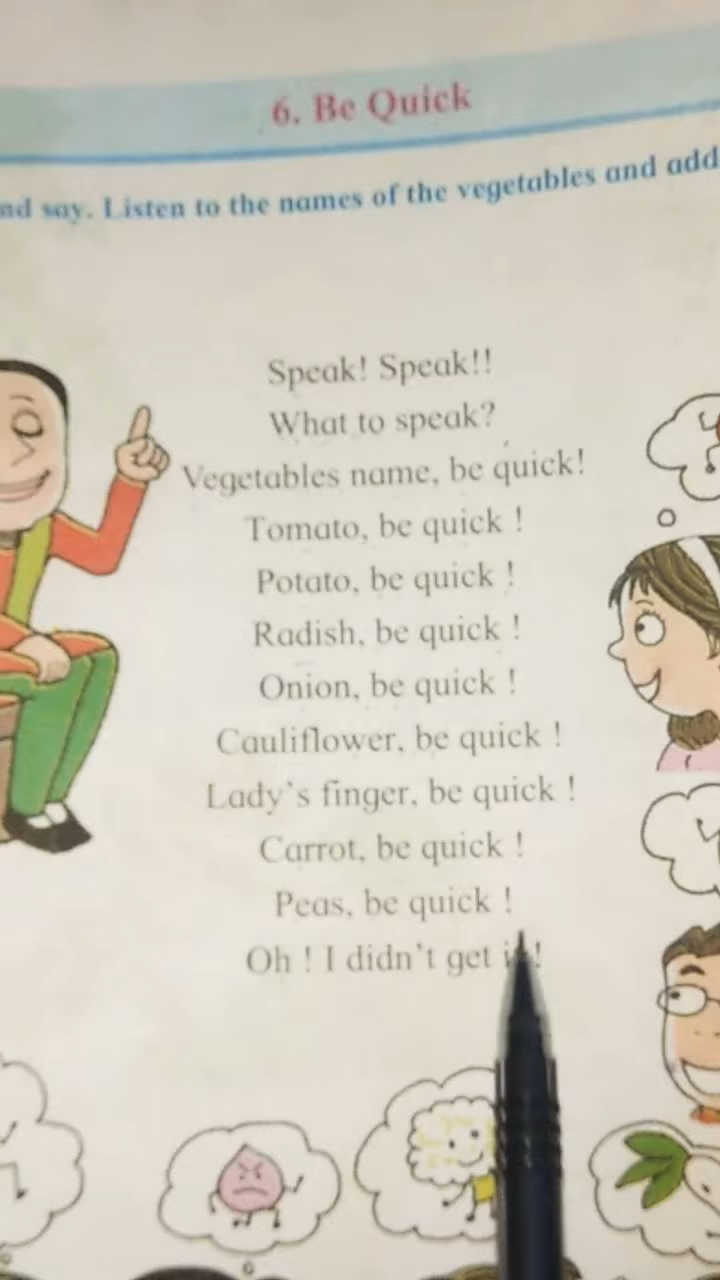 6. Be Quick
nd say. Listen to the names of the vegetables and add
Speak! Speak!!
What to speak?
Vegetables name, be quick!
Tomato, be quick !
Potato, be quick !
Radish, be quick !
Onion, be quick !
Cauliflower, be quick !
Lady's finger, be quick !
Carrot, be quick !
Peas, be quick !
Oh ! I didn't get it !